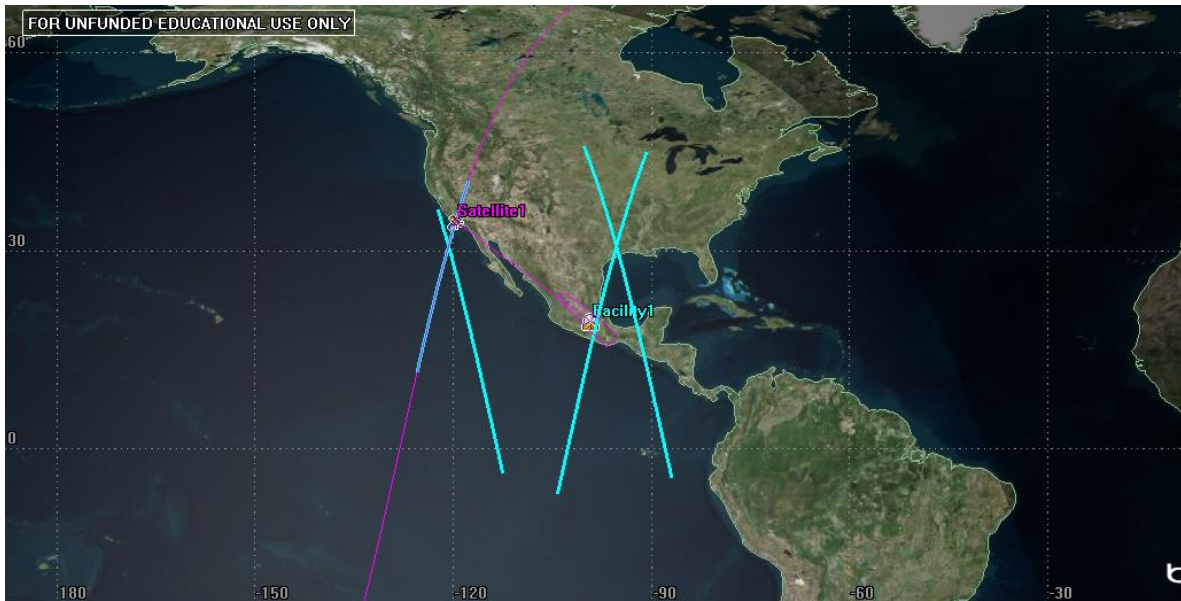 FOR UNFUNDED EDUCATIONAL USE ONLY
60
Satellite1
30
Facility1
0
-180 -150 -120 -90 -60 -30